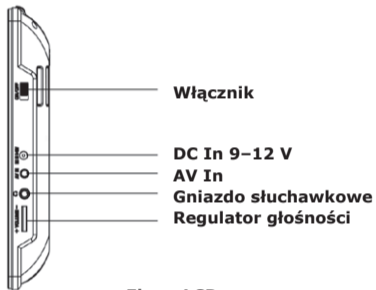 Włącznik
DC In 9–12 V
AV In
Gniazdo słuchawkowe
Regulator głośności